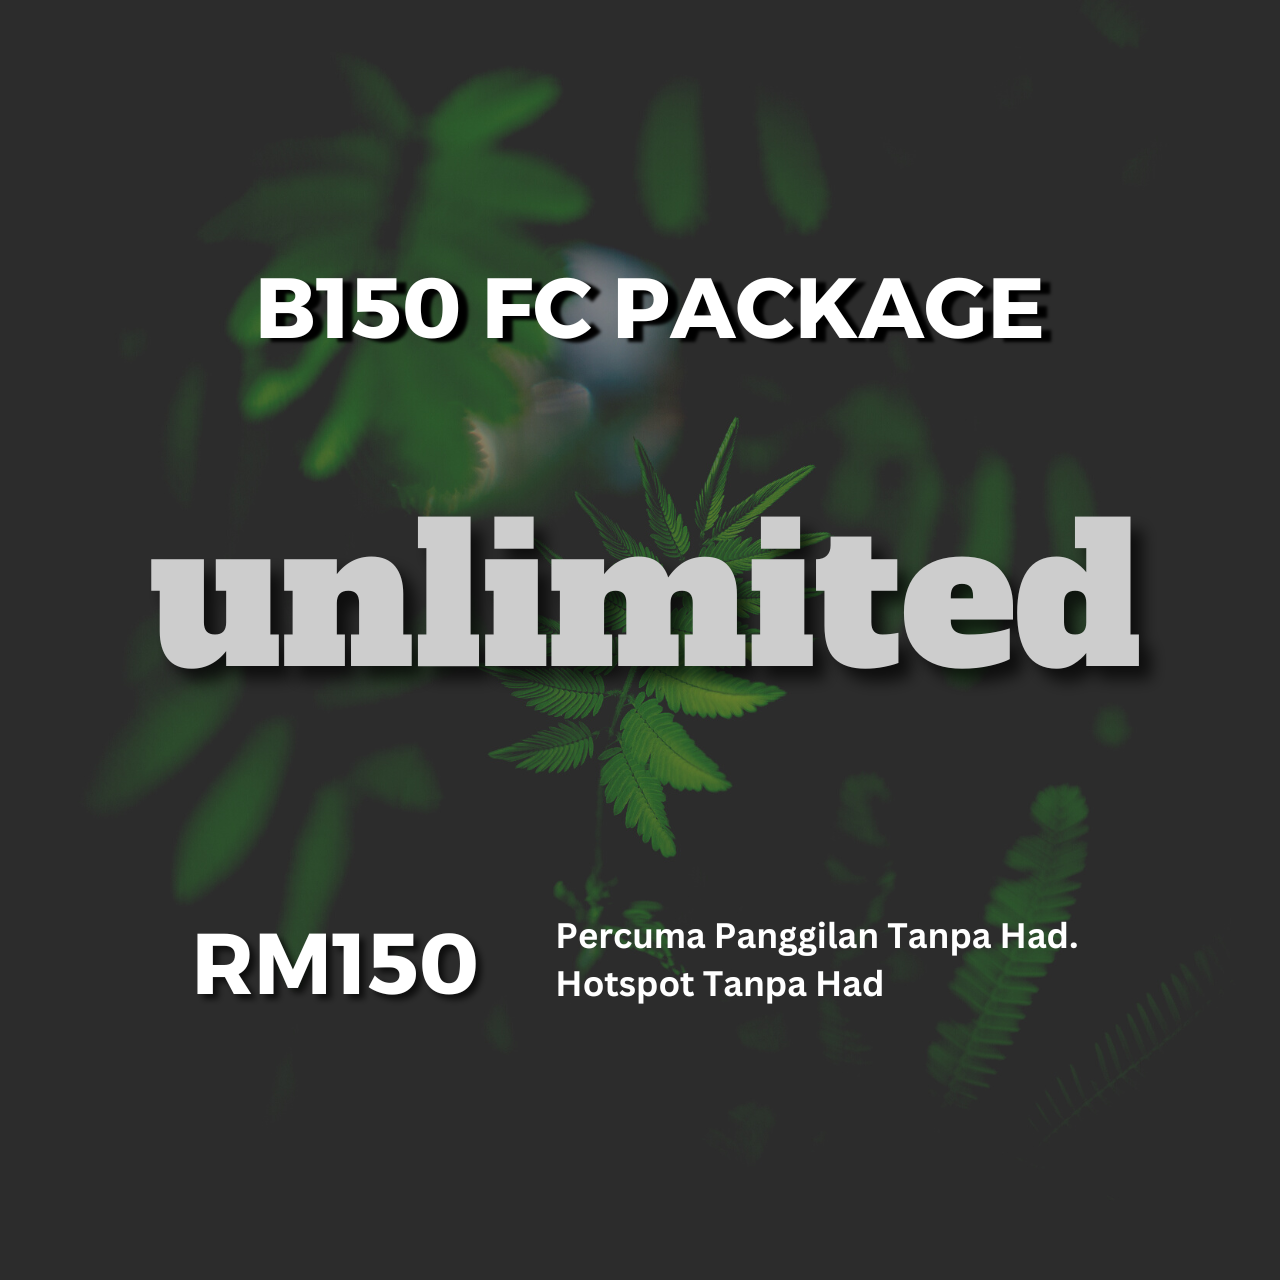 B150 FC PACKAGE
unlimited
RM150
Percuma Panggilan Tanpa Had.
Hotspot Tanpa Had